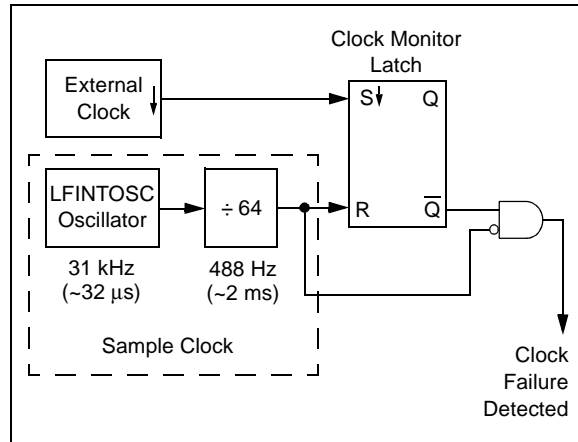 Clock Monitor
Latch
External
Clock
S
Q
LFINTOSC
Oscillator
÷ 64
R
Q̅
31 kHz
(~32 μs)
488 Hz
(~2 ms)
Sample Clock
Clock
Failure
Detected